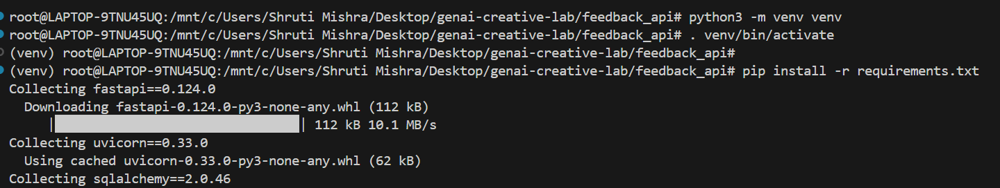 root@LAPTOP-9TNU45UQ:/mnt/c/Users/Shruti Mishra/Desktop/genai-creative-lab/feedback_api# python3 -m venv venv
root@LAPTOP-9TNU45UQ:/mnt/c/Users/Shruti Mishra/Desktop/genai-creative-lab/feedback_api# . venv/bin/activate
(venv) root@LAPTOP-9TNU45UQ:/mnt/c/Users/Shruti Mishra/Desktop/genai-creative-lab/feedback_api#
(venv) root@LAPTOP-9TNU45UQ:/mnt/c/Users/Shruti Mishra/Desktop/genai-creative-lab/feedback_api# pip install -r requirements.txt
Collecting fastapi==0.124.0
  Downloading fastapi-0.124.0-py3-none-any.whl (112 kB)
     |████████████████████████████████| 112 kB 10.1 MB/s
Collecting uvicorn==0.33.0
  Using cached uvicorn-0.33.0-py3-none-any.whl (62 kB)
Collecting sqlalchemy==2.0.46